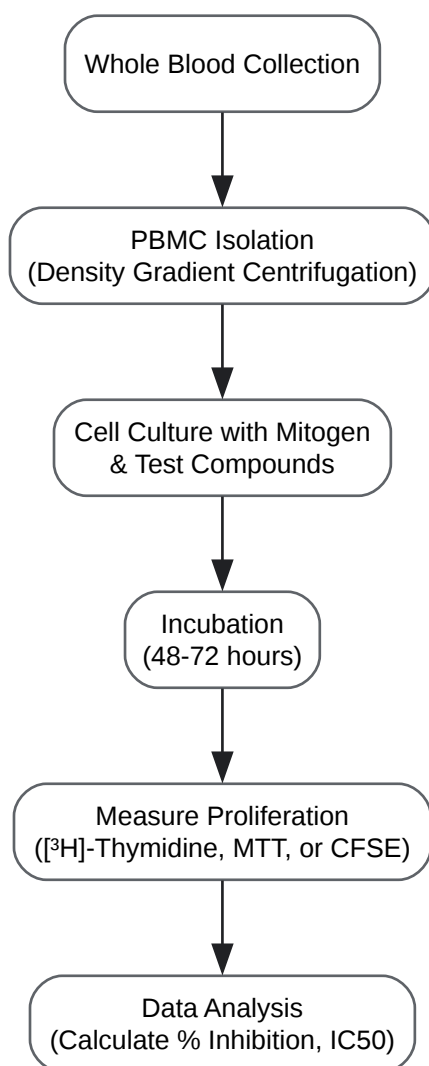 Whole Blood Collection
PBMC Isolation
(Density Gradient Centrifugation)
Cell Culture with Mitogen
& Test Compounds
Incubation
(48-72 hours)
Measure Proliferation
([³H]-Thymidine, MTT, or CFSE)
Data Analysis
(Calculate % Inhibition, IC50)